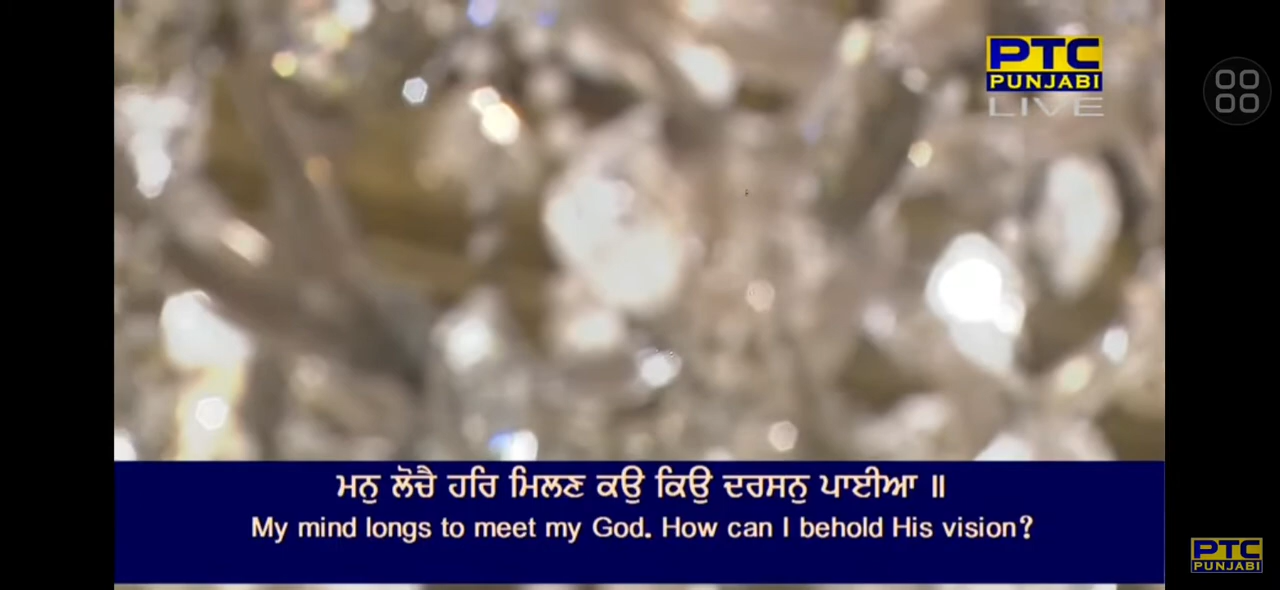 PTC
PUNJABI
LIVE
ਮਨੁ ਲੋਚੈ ਹਰਿ ਮਿਲਣ ਕਉ ਕਿਉ ਦਰਸਨੁ ਪਾਈਆ ॥
My mind longs to meet my God. How can I behold His vision?
PTC
PUNJABI